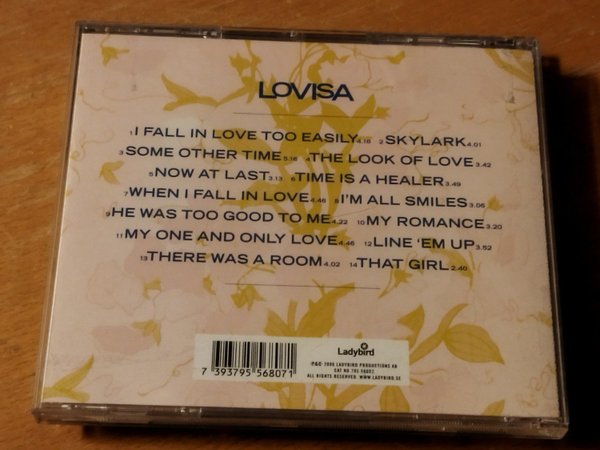 LOVISA
1 I FALL IN LOVE TOO EASILY 4.18 2 SKYLARK 4.01
3 SOME OTHER TIME 5.16 4 THE LOOK OF LOVE 3.42
5 NOW AT LAST 3.13 6 TIME IS A HEALER 3.49
7 WHEN I FALL IN LOVE 4.46 8 I'M ALL SMILES 3.06
9 HE WAS TOO GOOD TO ME 4.22 10 MY ROMANCE 3.20
11 MY ONE AND ONLY LOVE 4.46 12 LINE 'EM UP 3.52
13 THERE WAS A ROOM 4.02 14 THAT GIRL 2.40
Ladybird
LADYBIRD PRODUCTIONS AB
CAT NO
ALL RIGHTS RESERVED. WWW.LADYBIRD.SE
7 393795 568071